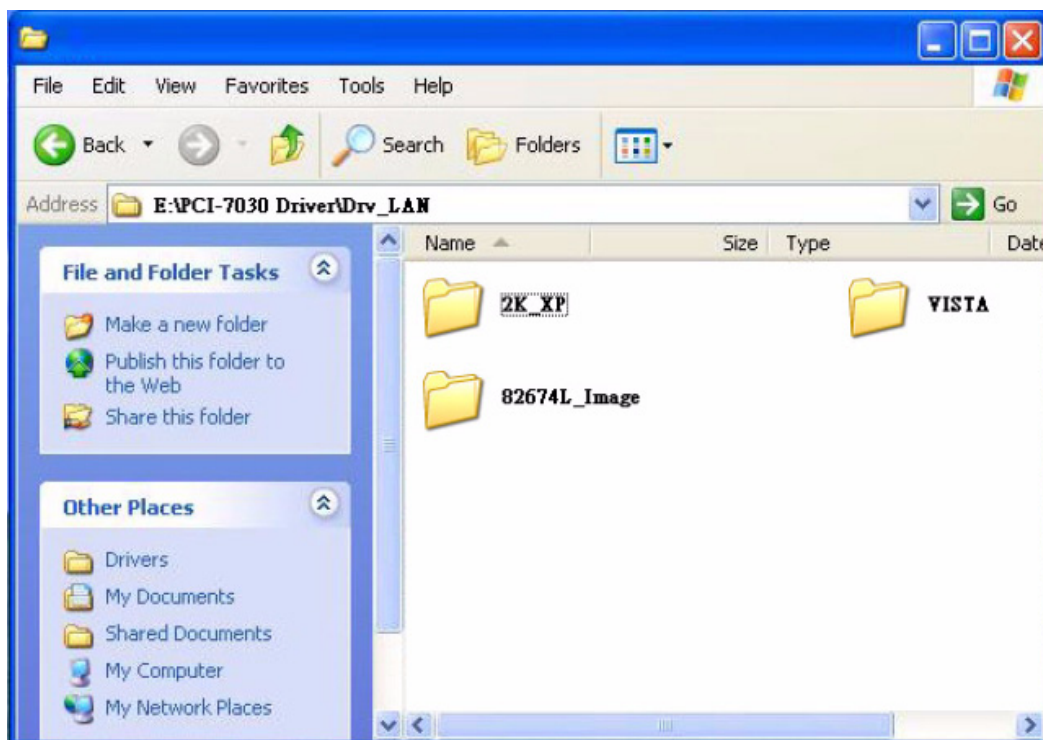 File Edit View Favorites Tools Help
Back Search Folders
Address E:\PCI-7030 Driver\Drv_LAN Go
File and Folder Tasks
Make a new folder
Publish this folder to
the Web
Share this folder
Other Places
Drivers
My Documents
Shared Documents
My Computer
My Network Places
Name Size Type Date
2K_XP VISTA
82674L_Image